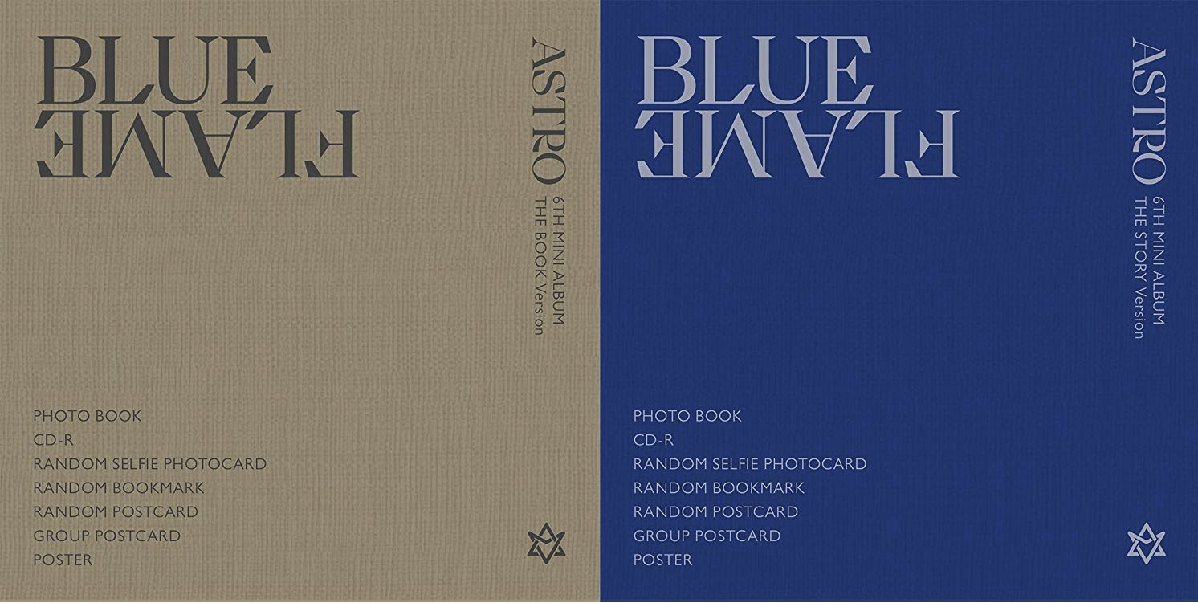 BLUE
FLAME
ASTRO
6TH MINI ALBUM
THE BOOK Version
PHOTO BOOK
CD-R
RANDOM SELFIE PHOTOCARD
RANDOM BOOKMARK
RANDOM POSTCARD
GROUP POSTCARD
POSTER
BLUE
FLAME
ASTRO
6TH MINI ALBUM
THE STORY Version
PHOTO BOOK
CD-R
RANDOM SELFIE PHOTOCARD
RANDOM BOOKMARK
RANDOM POSTCARD
GROUP POSTCARD
POSTER